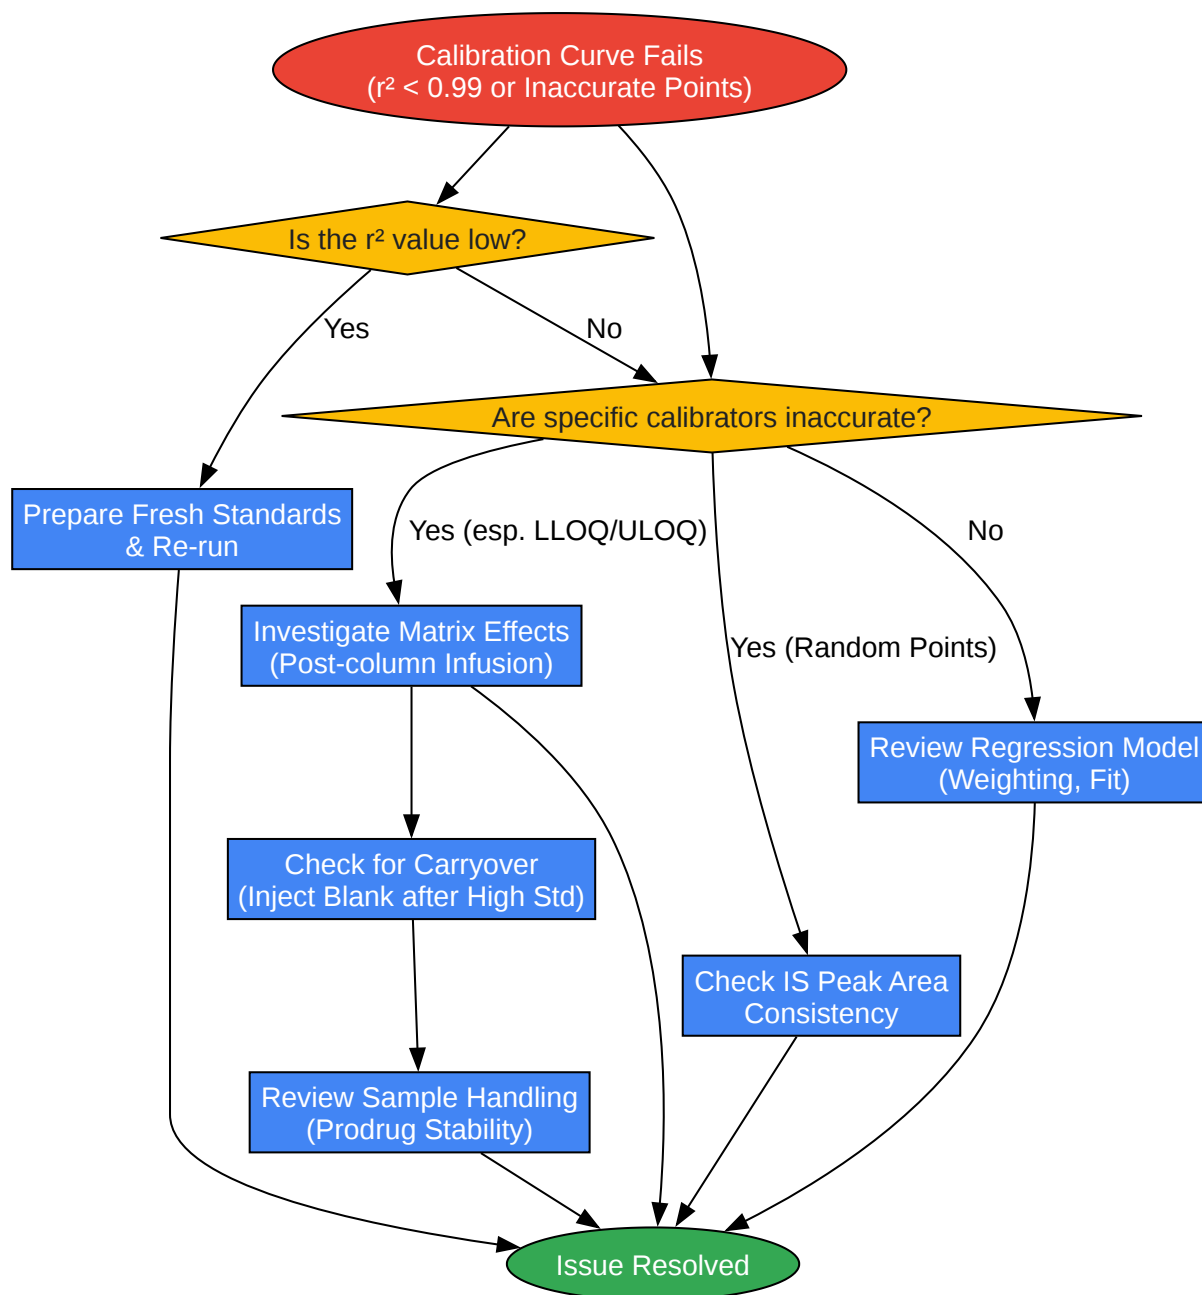 Calibration Curve Fails
(r² < 0.99 or Inaccurate Points)
Is the r² value low?
Yes
No
Are specific calibrators inaccurate?
Prepare Fresh Standards
& Re-run
Yes (esp. LLOQ/ULOQ)
No
Investigate Matrix Effects
(Post-column Infusion)
Yes (Random Points)
Review Regression Model
(Weighting, Fit)
Check for Carryover
(Inject Blank after High Std)
Check IS Peak Area
Consistency
Review Sample Handling
(Prodrug Stability)
Issue Resolved